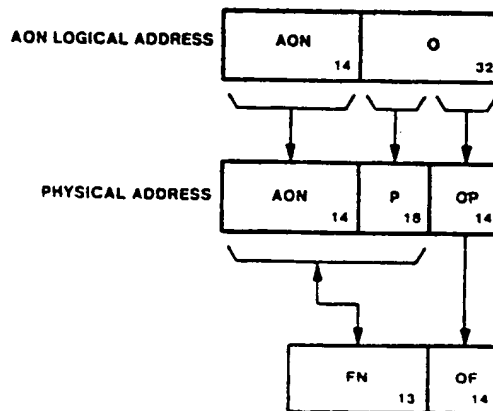 AON LOGICAL ADDRESS
AON 14 O 32
PHYSICAL ADDRESS
AON 14 P 18 OP 14
FN 13 OF 14